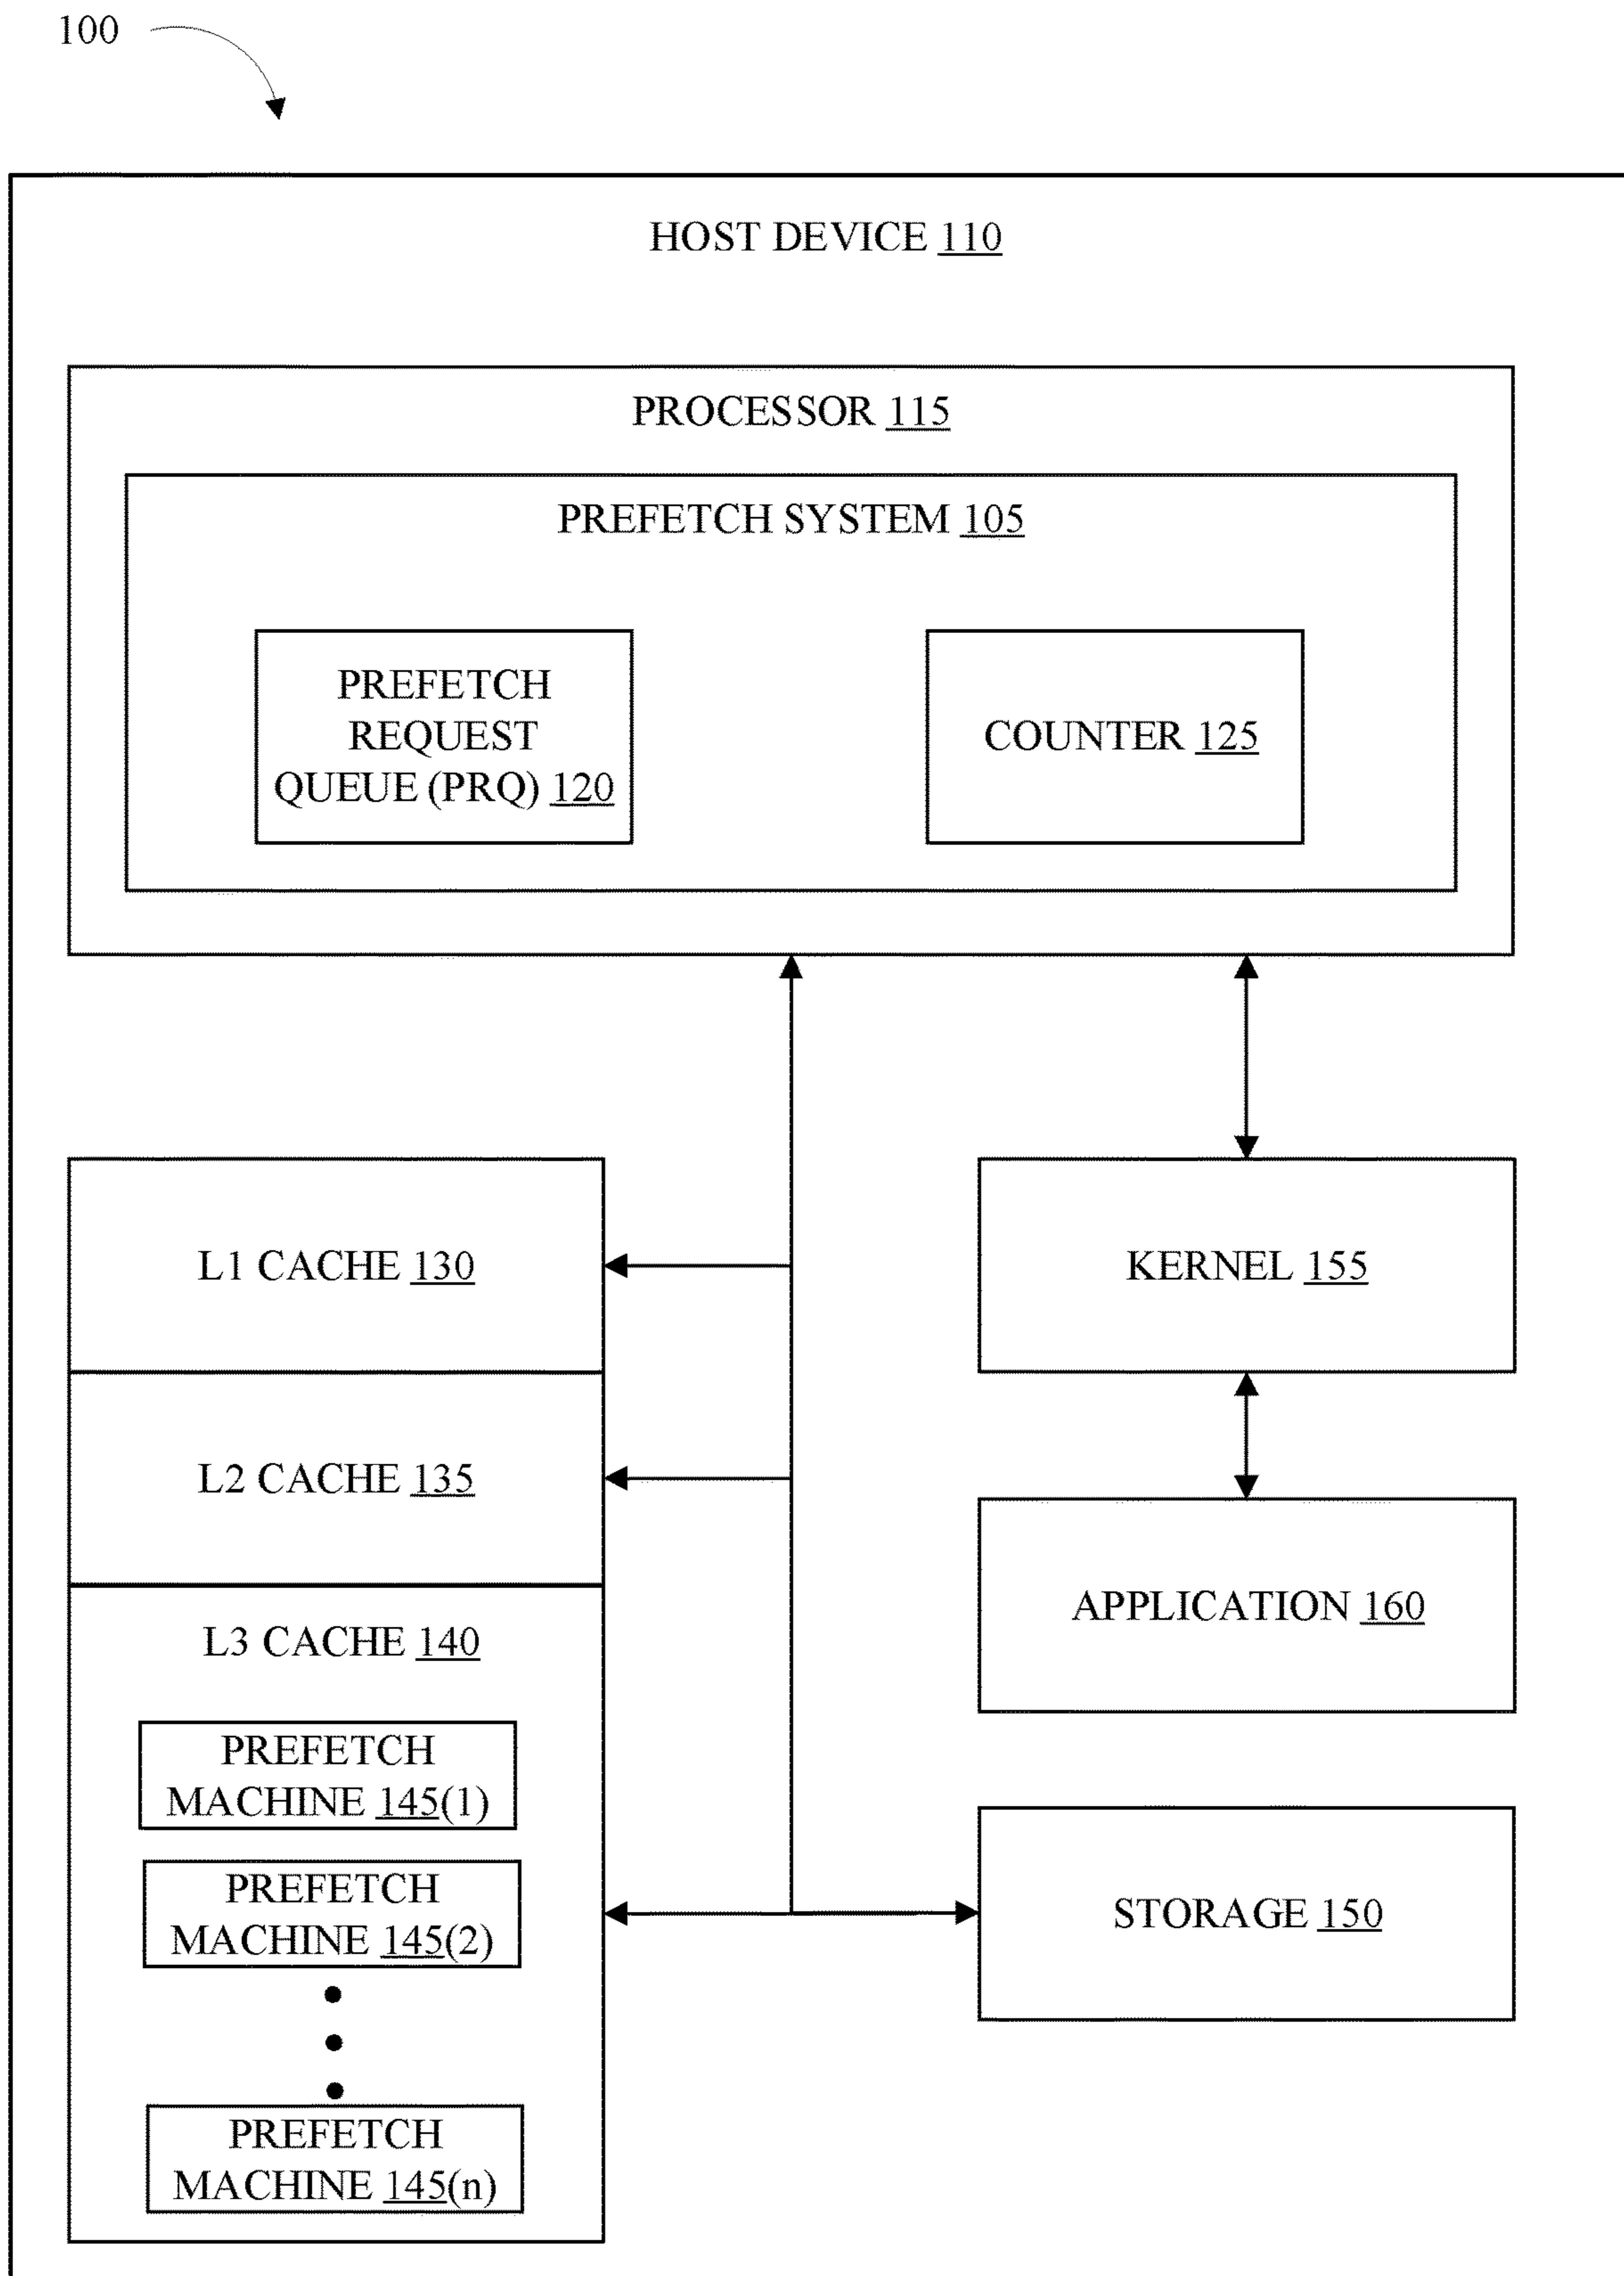 100
HOST DEVICE 110
PROCESSOR 115
PREFETCH SYSTEM 105
PREFETCH
REQUEST
QUEUE (PRQ) 120
COUNTER 125
L1 CACHE 130
L2 CACHE 135
L3 CACHE 140
PREFETCH
MACHINE 145(1)
PREFETCH
MACHINE 145(2)
PREFETCH
MACHINE 145(n)
KERNEL 155
APPLICATION 160
STORAGE 150